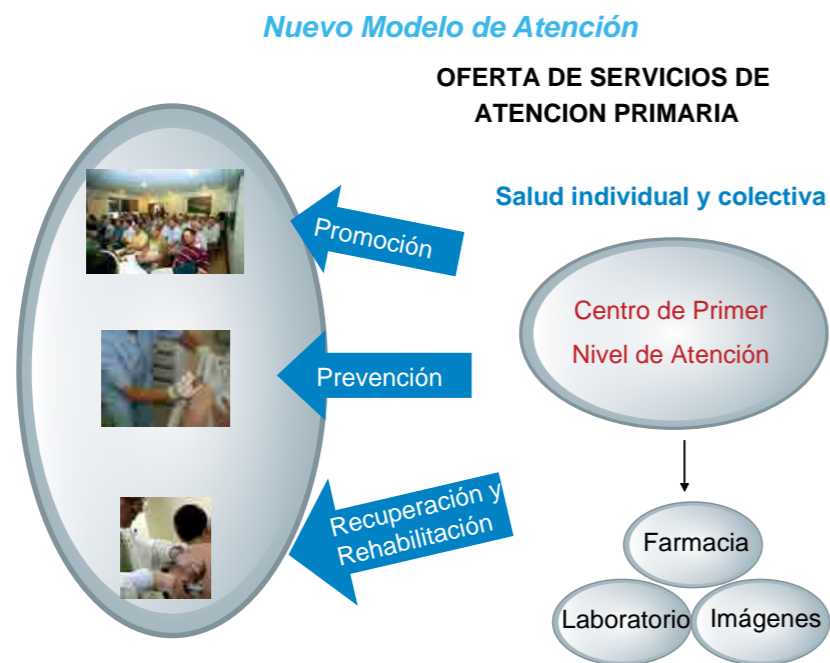 Nuevo Modelo de Atención
OFERTA DE SERVICIOS DE
ATENCION PRIMARIA
Salud individual y colectiva
Promoción
Centro de Primer
Nivel de Atención
Prevención
Recuperación y
Rehabilitación
Farmacia
Laboratorio
Imágenes